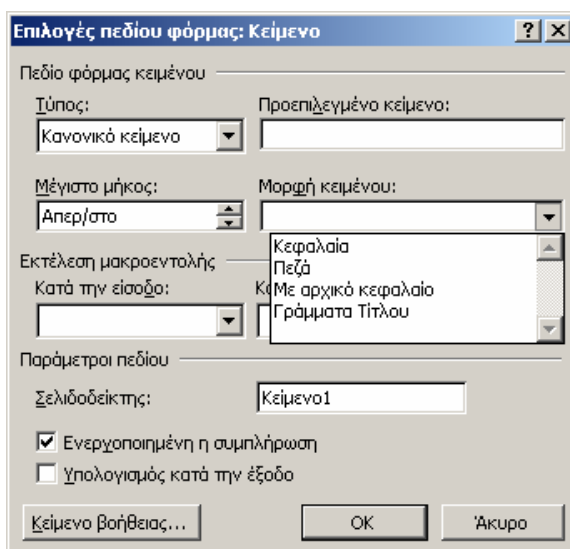 Επιλογές πεδίου φόρμας: Κείμενο
Πεδίο φόρμας κειμένου
Τύπος: Προεπιλεγμένο κείμενο:
Κανονικό κείμενο
Μέγιστο μήκος: Μορφή κειμένου:
Απερ/στο
Κεφαλαία
Εκτέλεση μακροεντολής Πεζά
Κατά την είσοδο: Με αρχικό κεφαλαίο
Γράμματα Τίτλου
Παράμετροι πεδίου
Σελιδοδείκτης: Κείμενο1
Ενεργοποιημένη η συμπλήρωση
Υπολογισμός κατά την έξοδο
Κείμενο βοήθειας... OK Άκυρο